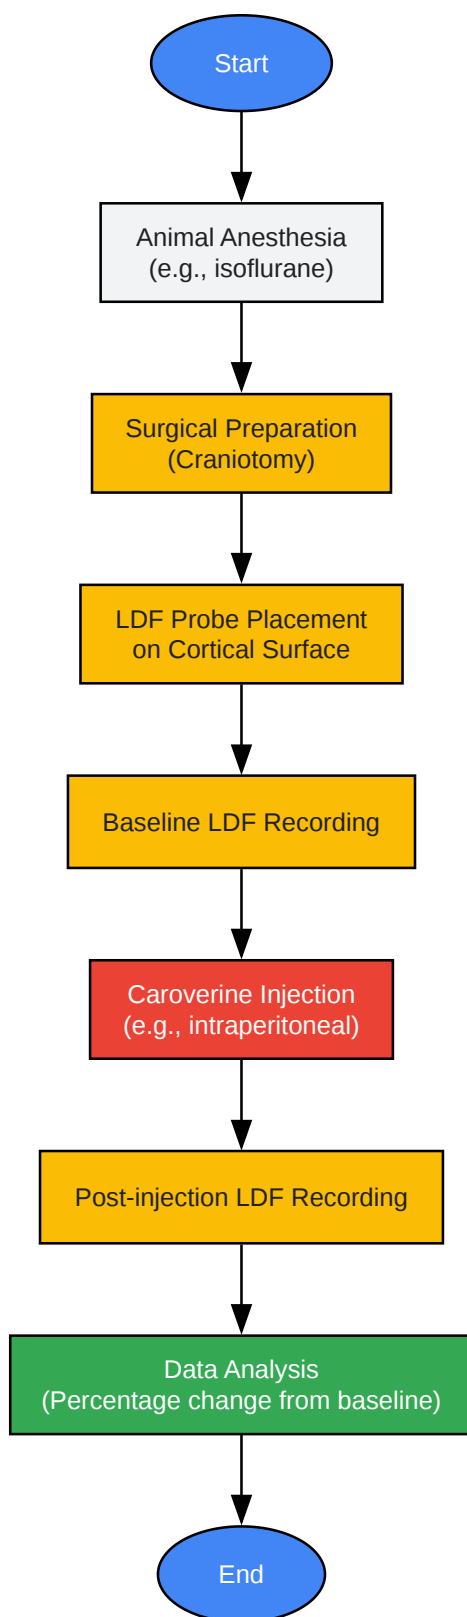 Start
Animal Anesthesia
(e.g., isoflurane)
Surgical Preparation
(Craniotomy)
LDF Probe Placement
on Cortical Surface
Baseline LDF Recording
Caroverine Injection
(e.g., intraperitoneal)
Post-injection LDF Recording
Data Analysis
(Percentage change from baseline)
End